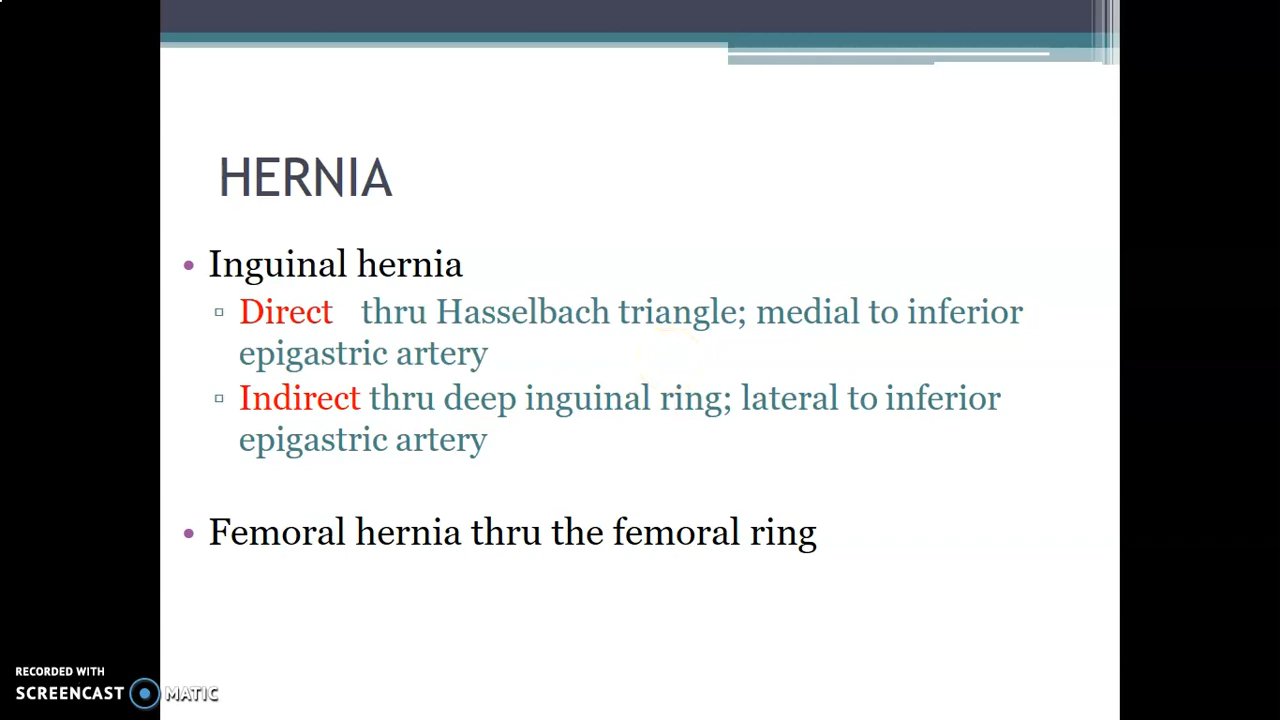 HERNIA
• Inguinal hernia
▫ Direct thru Hasselbach triangle; medial to inferior
epigastric artery
▫ Indirect thru deep inguinal ring; lateral to inferior
epigastric artery
• Femoral hernia thru the femoral ring
RECORDED WITH
SCREENCAST MATIC